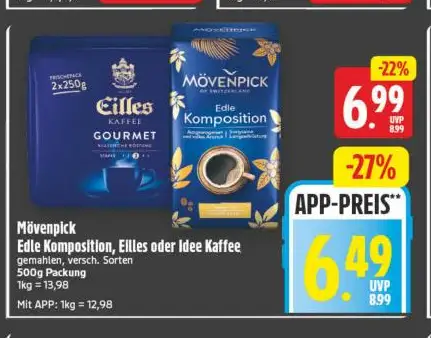 FRISCHEPACK
2x250g
Eilles
KAFFEE
GOURMET
MÖVENPICK
OF SWITZERLAND
Edle
Komposition
-22%
6.99
UVP
8.99
-27%
APP-PREIS**
6.49
UVP
8.99
Mövenpick
Edle Komposition, Eilles oder Idee Kaffee
gemahlen, versch. Sorten
500g Packung
1kg = 13,98
Mit APP: 1kg = 12,98